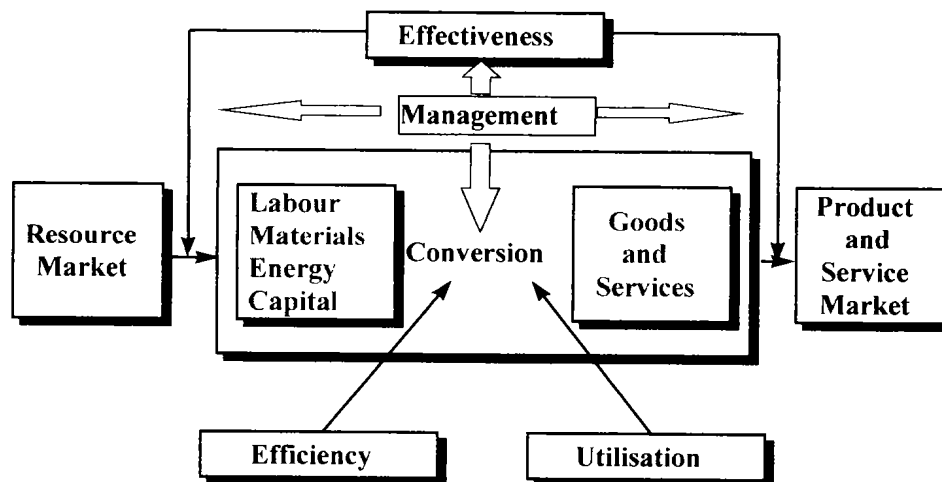 Effectiveness
Management
Resource
Market
Labour
Materials
Energy
Capital
Conversion
Goods
and
Services
Product
and
Service
Market
Efficiency
Utilisation